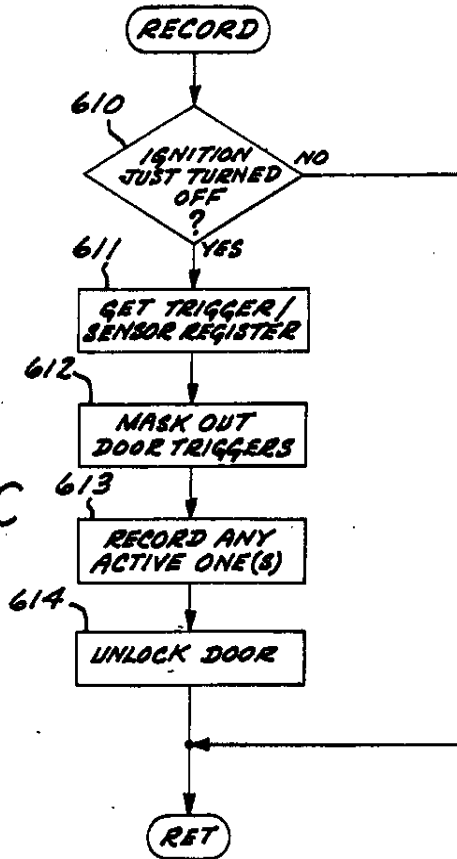 RECORD
610
IGNITION
JUST TURNED
OFF
?
NO
YES
611
GET TRIGGER/
SENSOR REGISTER
612
MASK OUT
DOOR TRIGGERS
C
613
RECORD ANY
ACTIVE ONE(S)
614
UNLOCK DOOR
RET